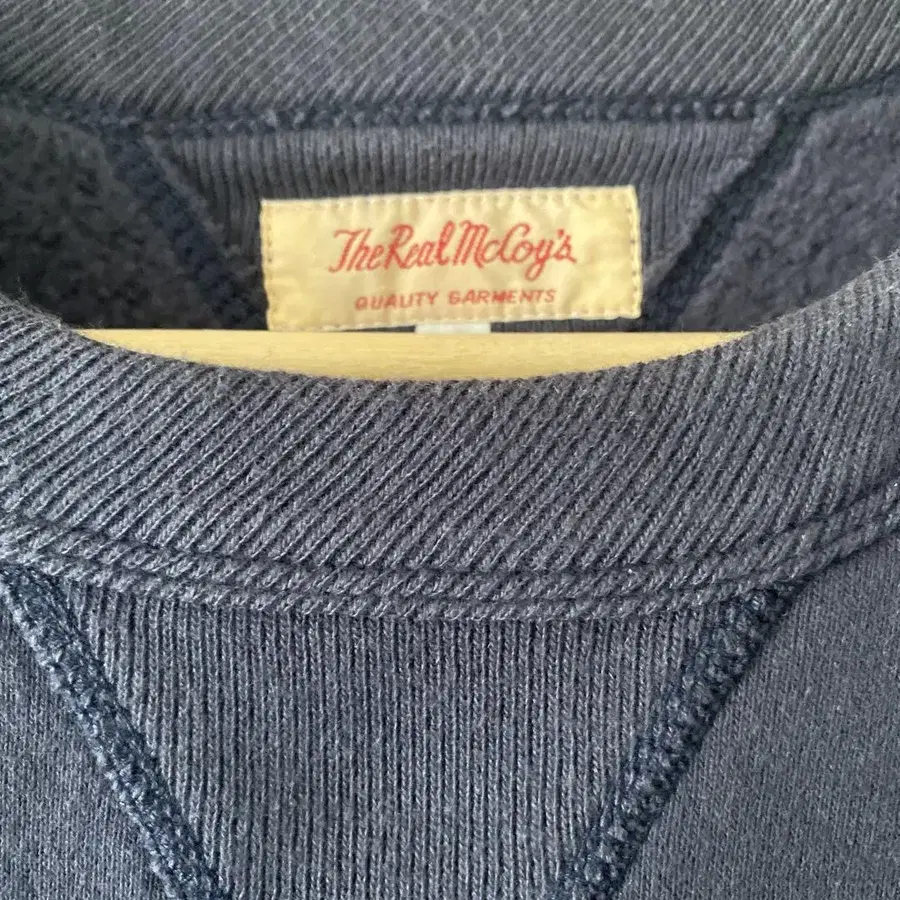 The Real McCoy's
QUALITY GARMENTS